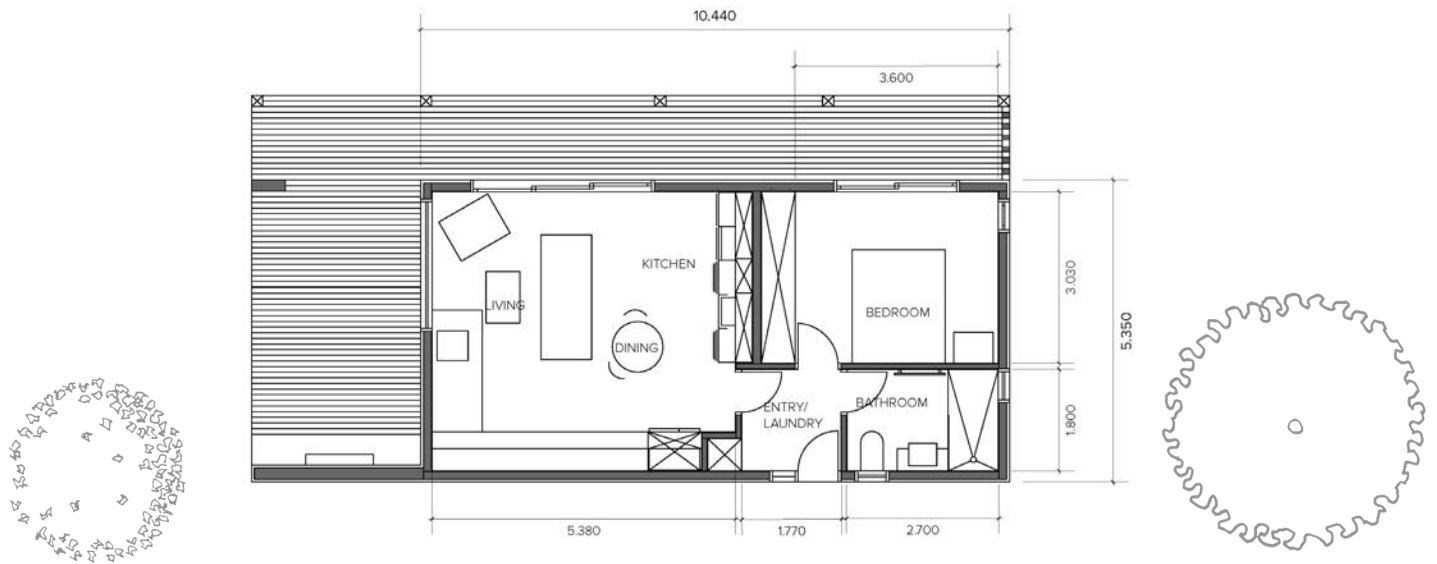 10.440
3.600
KITCHEN
LIVING
BEDROOM
DINING
ENTRY/
LAUNDRY
BATHROOM
3.030
5.350
1.800
5.380
1.770
2.700